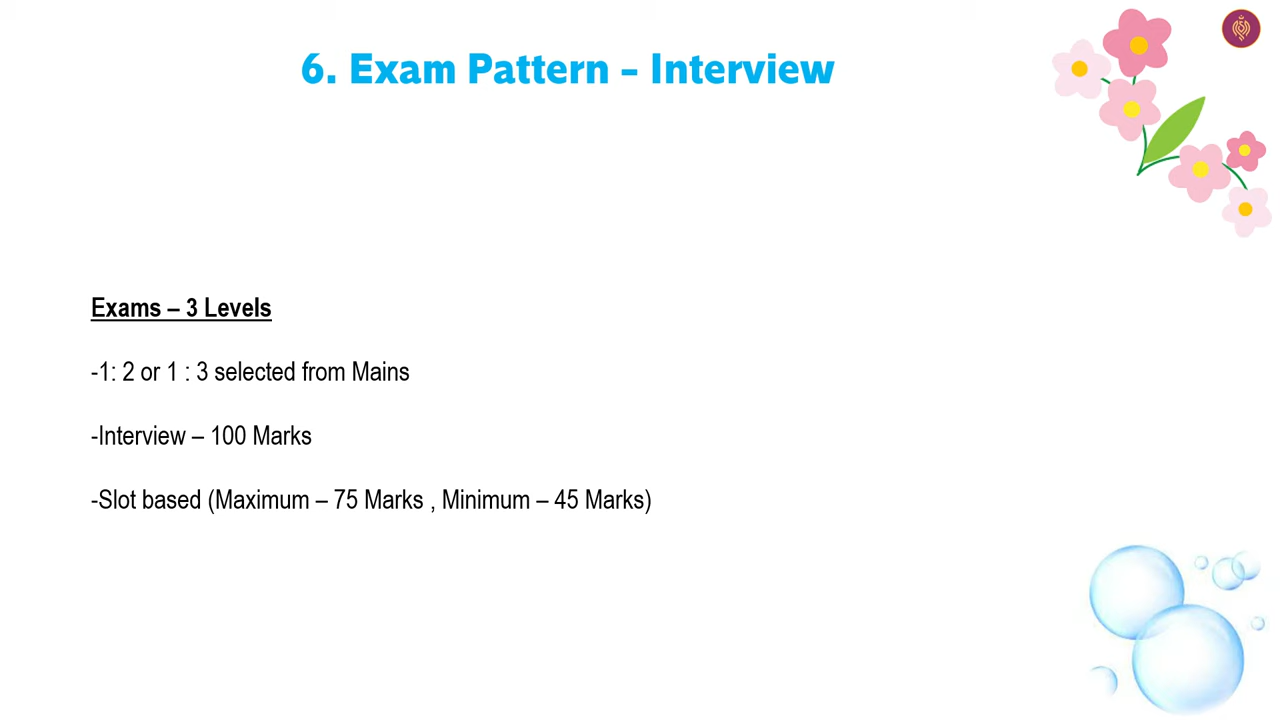 6. Exam Pattern – Interview
Exams – 3 Levels
-1: 2 or 1 : 3 selected from Mains
-Interview – 100 Marks
-Slot based (Maximum – 75 Marks , Minimum – 45 Marks)